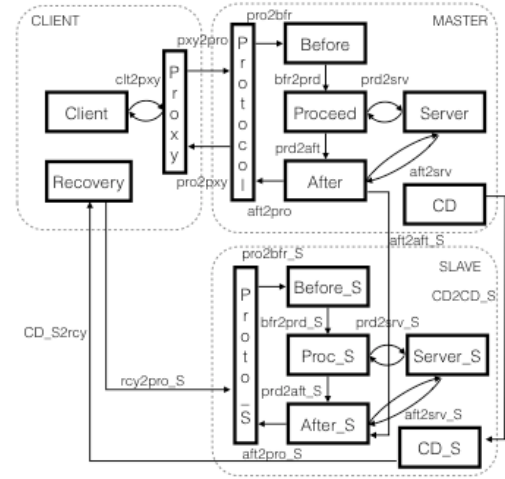 CLIENT
MASTER
pro2bfr
pxy2pro
Before
clt2pxy
bfr2prd
prd2srv
Client
Proxy
Protocol
Proceed
Server
prd2aft
Recovery
pro2pxy
After
aft2srv
aft2pro
CD
aft2aft_S
pro2bfr_S
SLAVE
Before_S
CD2CD_S
CD_S2rcy
bfr2prd_S
prd2srv_S
Proto_S
Proc_S
Server_S
rcy2pro_S
prd2aft_S
After_S
aft2srv_S
aft2pro_S
CD_S